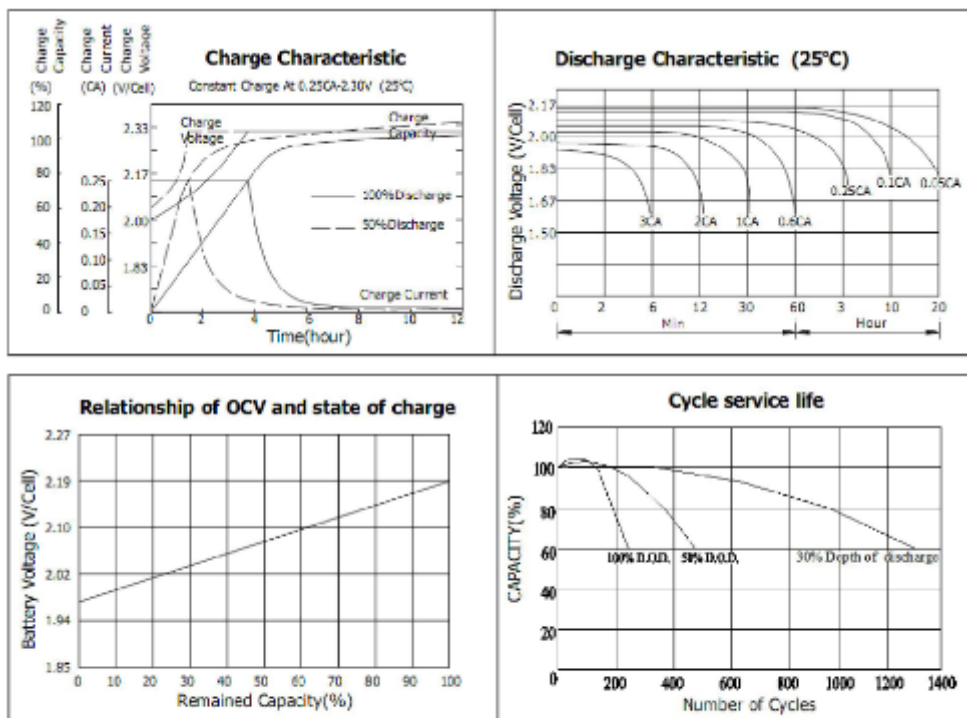 Charge Characteristic
Constant Charge At 0.25CA-2.30V (25°C)
Charge Capacity
Charge Current
Charge Voltage
(%) (CA) (V/Cell)
120
100
80
60
40
20
0
0.25
0.20
0.15
0.10
0.05
0
2.33
2.17
2.00
1.83
Charge Voltage
Charge Capacity
100%Discharge
50%Discharge
Charge Current
0 2 4 6 8 10 12
Time(hour)
Discharge Characteristic (25°C)
Discharge Voltage (V/Cell)
2.17
2.00
1.83
1.67
1.50
3CA 2CA 1CA 0.6CA 0.25CA 0.1CA 0.05CA
0 2 6 12 30 60 3 10 20
Min Hour
Relationship of OCV and state of charge
Battery Voltage (V/Cell)
2.27
2.19
2.10
2.02
1.94
1.85
0 10 20 30 40 50 60 70 80 90 100
Remained Capacity(%)
Cycle service life
CAPACITY(%)
120
100
80
60
40
20
0 200 400 600 800 1000 1200 1400
100% D.O.D. 50% D.O.D. 30% Depth of discharge
Number of Cycles